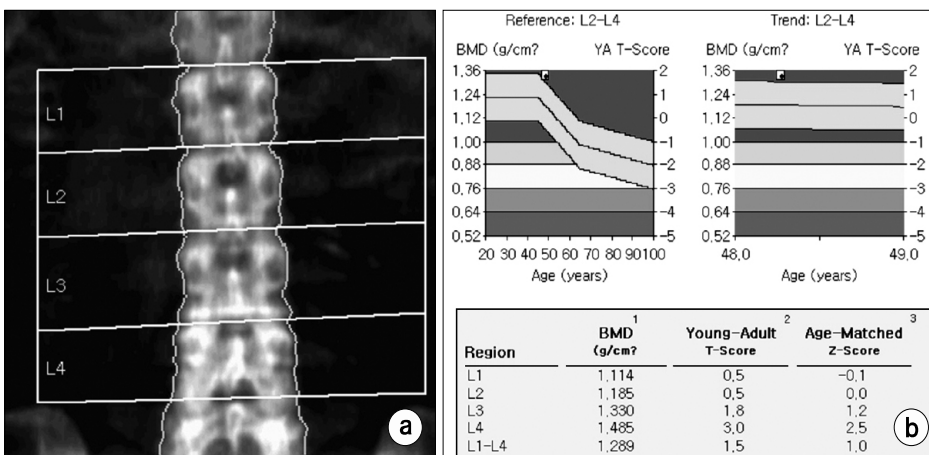 L1
L2
L3
L4
a
Reference: L2-L4
BMD (g/cm? YA T-Score
1,36 2
1,24 1
1,12 0
1,00 -1
0,88 -2
0,76 -3
0,64 -4
0,52 -5
20 30 40 50 60 70 80 90100
Age (years)
Trend: L2-L4
BMD (g/cm? YA T-Score
1,36 2
1,24 1
1,12 0
1,00 -1
0,88 -2
0,76 -3
0,64 -4
0,52 -5
48,0 49,0
Age (years)
1 2 3
BMD Young-Adult Age-Matched
Region (g/cm? T-Score Z-Score
L1 1,114 0,5 -0,1
L2 1,185 0,5 0,0
L3 1,330 1,8 1,2
L4 1,485 3,0 2,5
L1-L4 1,289 1,5 1,0
b